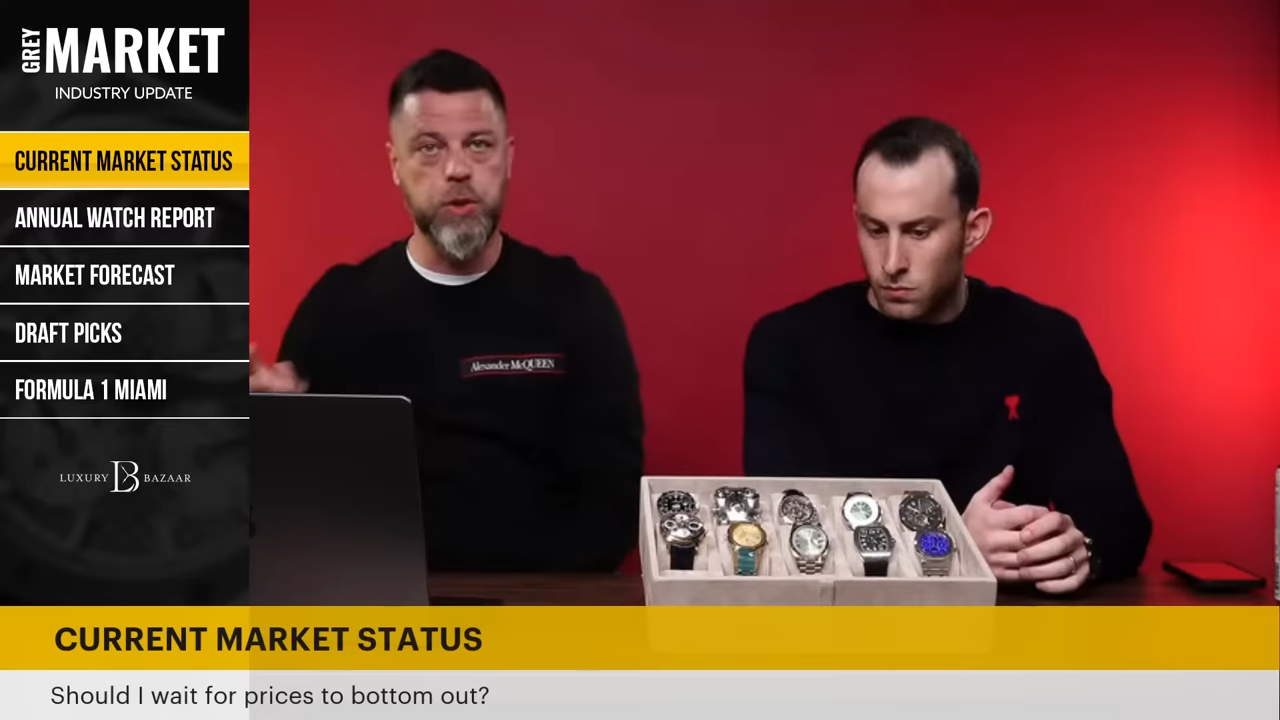 GREY
MARKET
INDUSTRY UPDATE
CURRENT MARKET STATUS
ANNUAL WATCH REPORT
MARKET FORECAST
DRAFT PICKS
FORMULA 1 MIAMI
LUXURY B BAZAAR
Alexander McQUEEN
CURRENT MARKET STATUS
Should I wait for prices to bottom out?